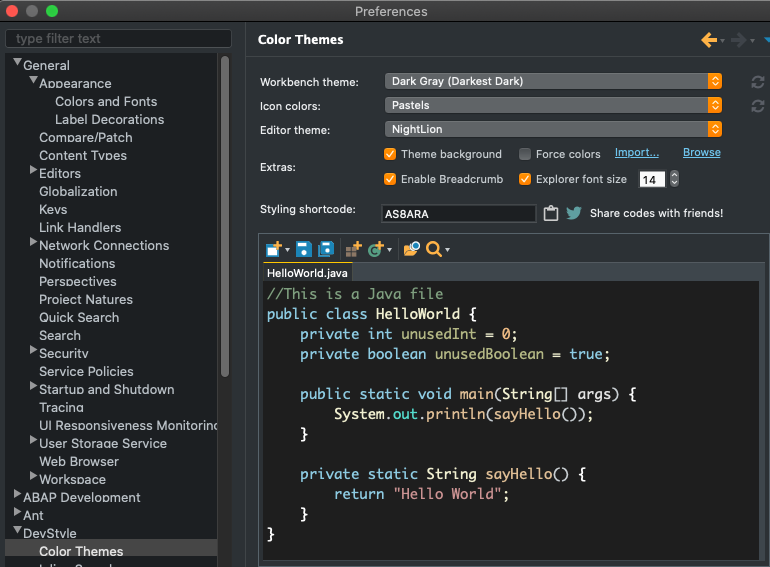 Preferences
type filter text
General
Appearance
Colors and Fonts
Label Decorations
Compare/Patch
Content Types
Editors
Globalization
Keys
Link Handlers
Network Connections
Notifications
Perspectives
Project Natures
Quick Search
Search
Security
Service Policies
Startup and Shutdown
Tracing
UI Responsiveness Monitoring
User Storage Service
Web Browser
Workspace
ABAP Development
Ant
DevStyle
Color Themes
Color Themes
Workbench theme: Dark Gray (Darkest Dark)
Icon colors: Pastels
Editor theme: NightLion
Extras: Theme background Force colors Import... Browse
Enable Breadcrumb Explorer font size 14
Styling shortcode: AS8ARA Share codes with friends!
HelloWorld.java
//This is a Java file
public class HelloWorld {
    private int unusedInt = 0;
    private boolean unusedBoolean = true;
    public static void main(String[] args) {
        System.out.println(sayHello());
    }
    private static String sayHello() {
        return "Hello World";
    }
}